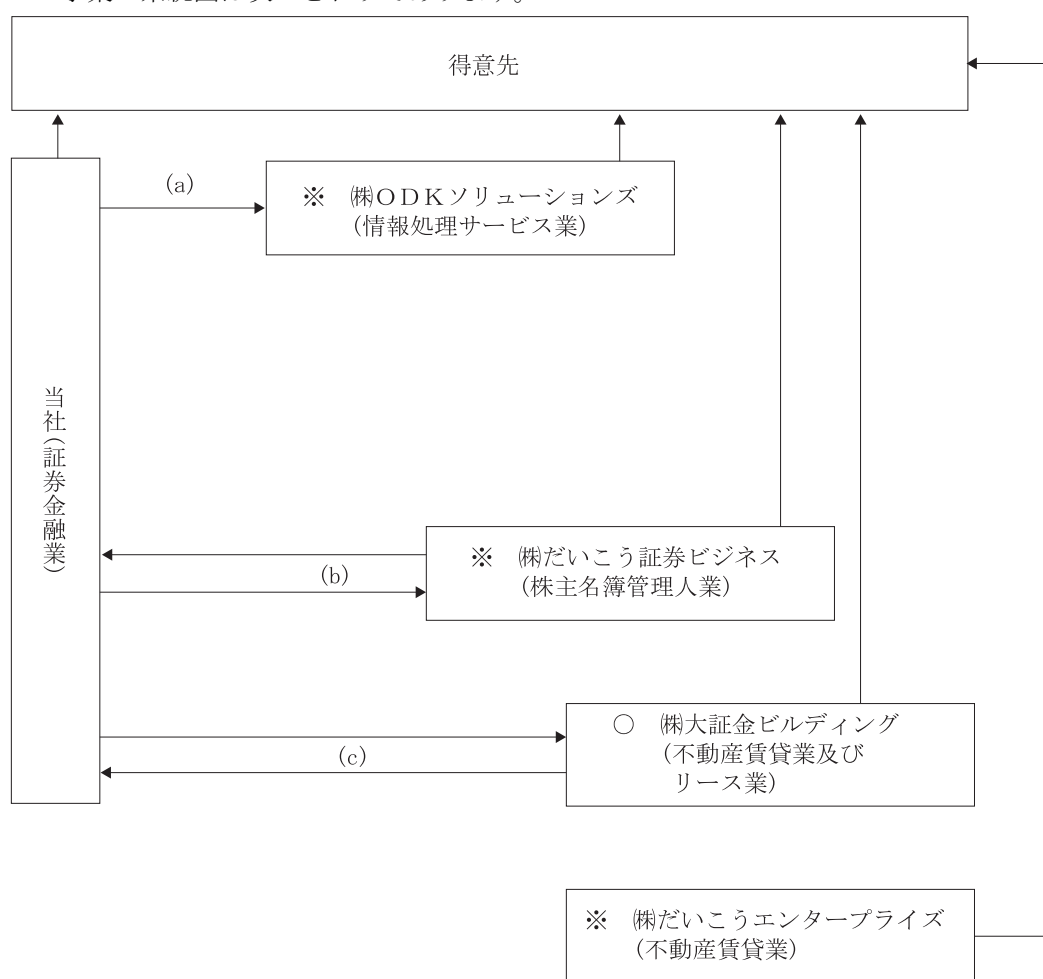 得意先
(a)
※ ㈱ODKソリューションズ
(情報処理サービス業)
当社(証券金融業)
※ ㈱だいこう証券ビジネス
(株主名簿管理人業)
(b)
○ ㈱大証金ビルディング
(不動産賃貸業及び
リース業)
(c)
※ ㈱だいこうエンタープライズ
(不動産賃貸業)